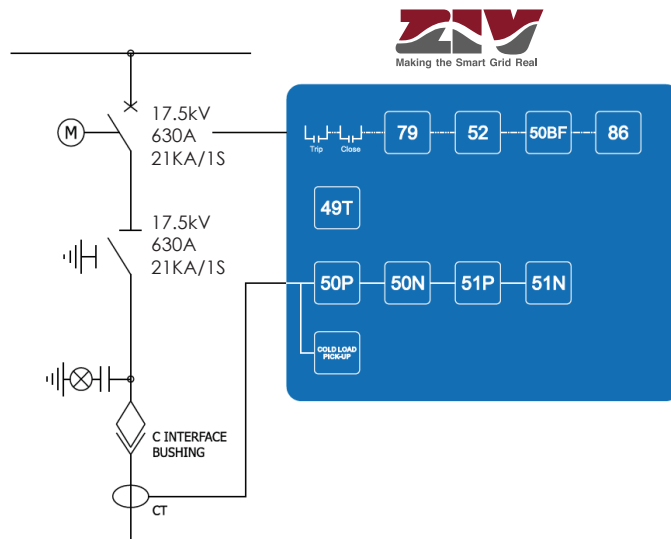 ZIV
Making the Smart Grid Real
17.5kV
630A
21KA/1S
M
Trip
Close
79
52
50BF
86
49T
17.5kV
630A
21KA/1S
50P
50N
51P
51N
COLD LOAD
PICK-UP
C INTERFACE
BUSHING
CT